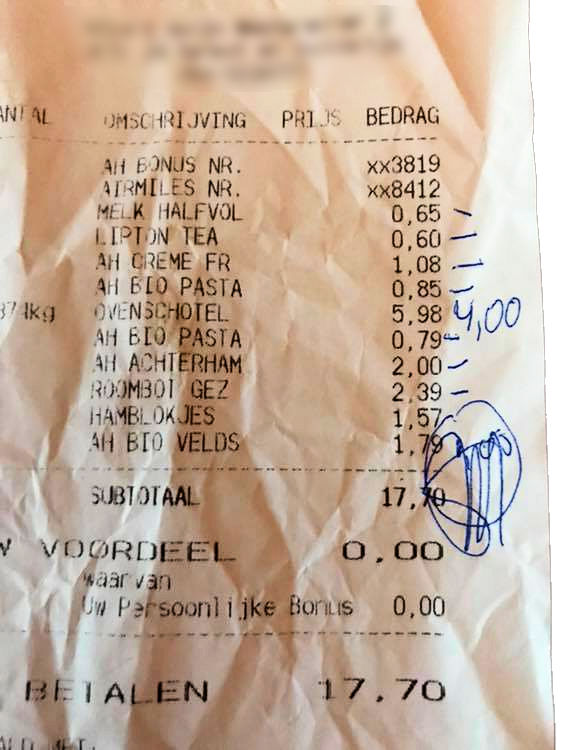 OMSCHRIJVING PRIJS BEDRAG
AH BONUS NR. xx3819
AIRMILES NR. xx8412
MELK HALFVOL 0,65
LIPTON TEA 0,60
AH CREME FR 1,08
AH BIO PASTA 0,85
OVENSCHOTEL 5,98 4,00
AH BIO PASTA 0,79
AH ACHTERHAM 2,00
ROOMBOT GEZ 2,39
HAMBLOKJES 1,57
AH BIO VELDS 1,79
SUBTOTAAL 17,70
W VOORDEEL 0,00
waarvan
Uw Persoonlijke Bonus 0,00
BETALEN 17,70